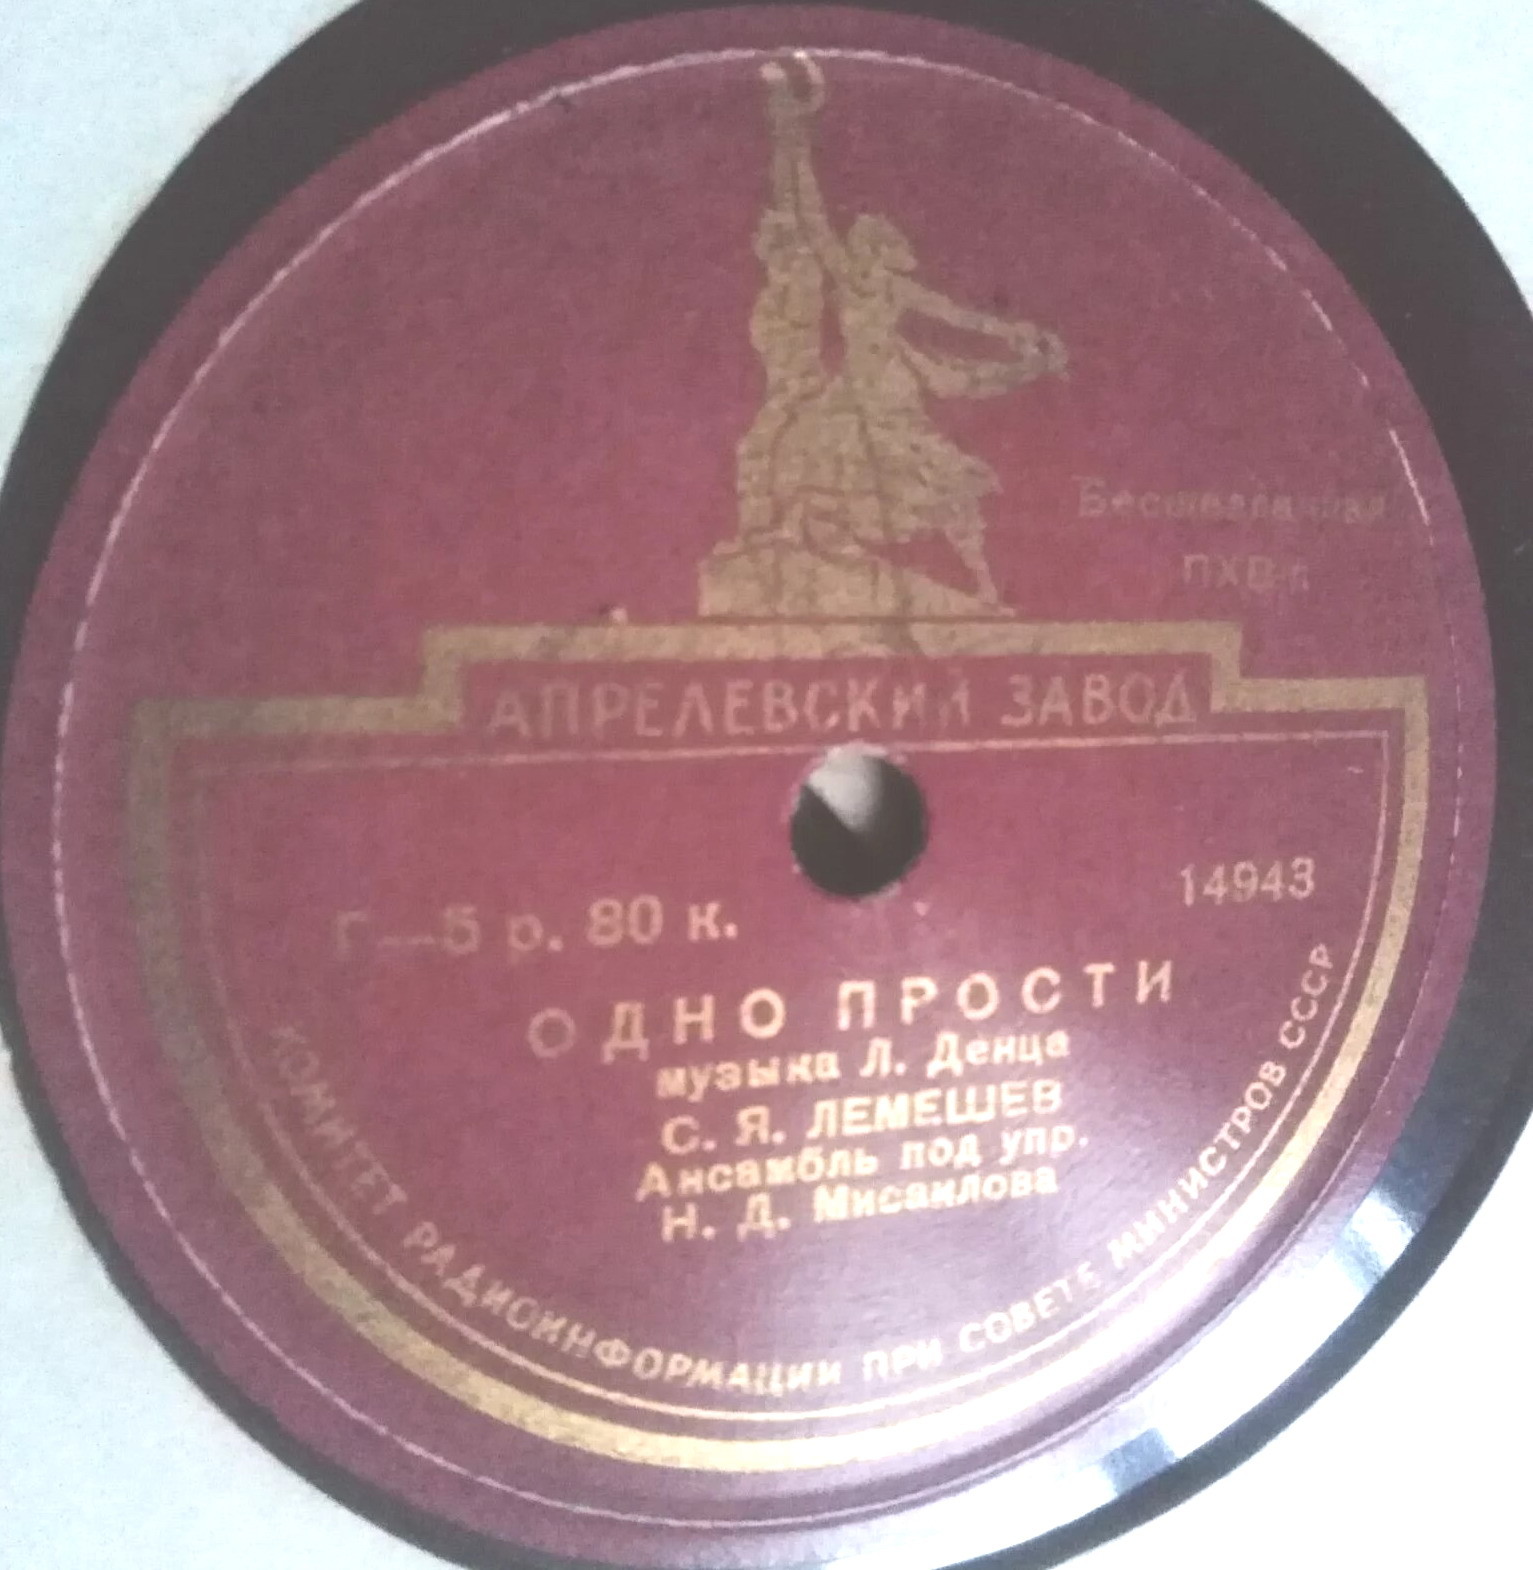 Бесшеллачная
ПХВ-п
АПРЕЛЕВСКИЙ ЗАВОД
Г—5 р. 80 к.
14943
ОДНО ПРОСТИ
музыка Л. Денца
С. Я. ЛЕМЕШЕВ
Ансамбль под упр.
Н. Д. Мисаилова
КОМИТЕТ РАДИОИНФОРМАЦИИ ПРИ СОВЕТЕ МИНИСТРОВ СССР